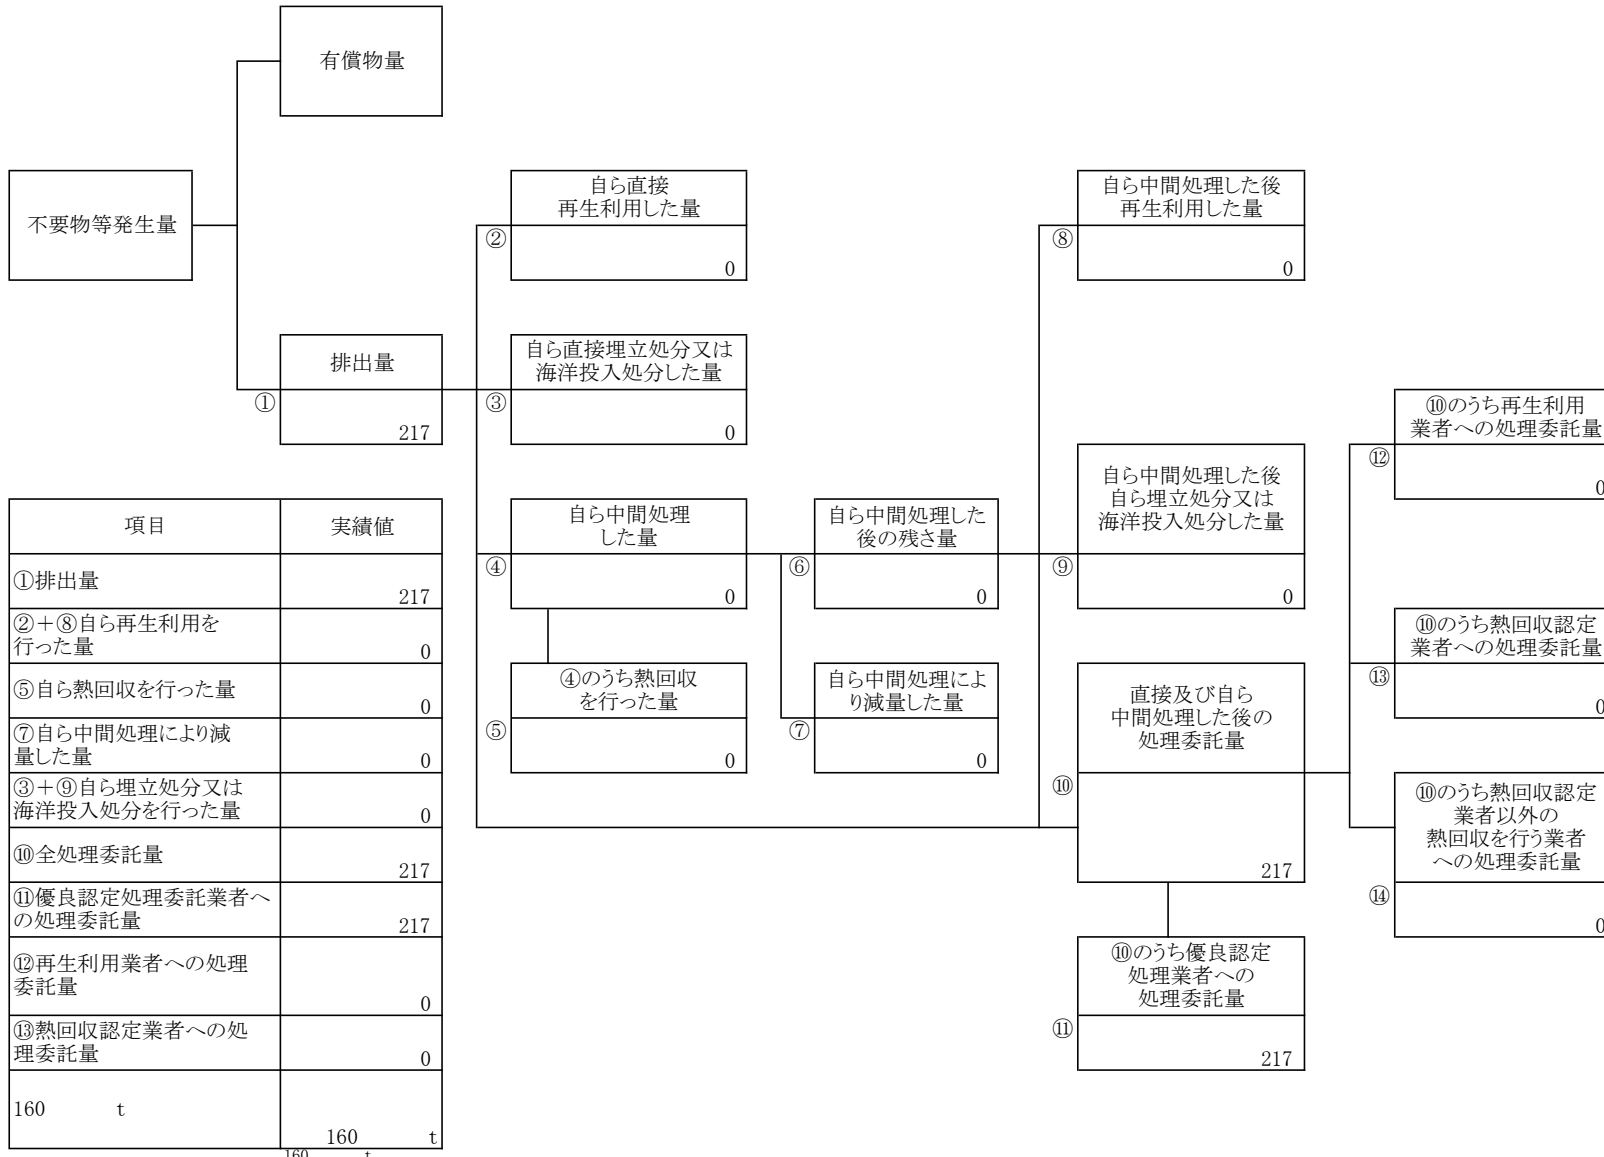 有償物量
不要物等発生量
自ら直接
再生利用した量
②
0
自ら中間処理した後
再生利用した量
⑧
0
排出量
①
217
自ら直接埋立処分又は
海洋投入処分した量
③
0
⑩のうち再生利用
業者への処理委託量
⑫
0
自ら中間処理
した量
④
0
自ら中間処理した
後の残さ量
⑥
0
自ら中間処理した後
自ら埋立処分又は
海洋投入処分した量
⑨
0
⑩のうち熱回収認定
業者への処理委託量
⑬
0
④のうち熱回収
を行った量
⑤
0
自ら中間処理によ
り減量した量
⑦
0
直接及び自ら
中間処理した後の
処理委託量
⑩
217
⑩のうち熱回収認定
業者以外の
熱回収を行う業者
への処理委託量
⑭
0
⑩のうち優良認定
処理業者への
処理委託量
⑪
217
項目 実績値
①排出量
217
②+⑧自ら再生利用を
行った量
0
⑤自ら熱回収を行った量
0
⑦自ら中間処理により減
量した量
0
③+⑨自ら埋立処分又は
海洋投入処分を行った量
0
⑩全処理委託量
217
⑪優良認定処理委託業者へ
の処理委託量
217
⑫再生利用業者への処理
委託量
0
⑬熱回収認定業者への処
理委託量
0
160 t
160 t
160 t